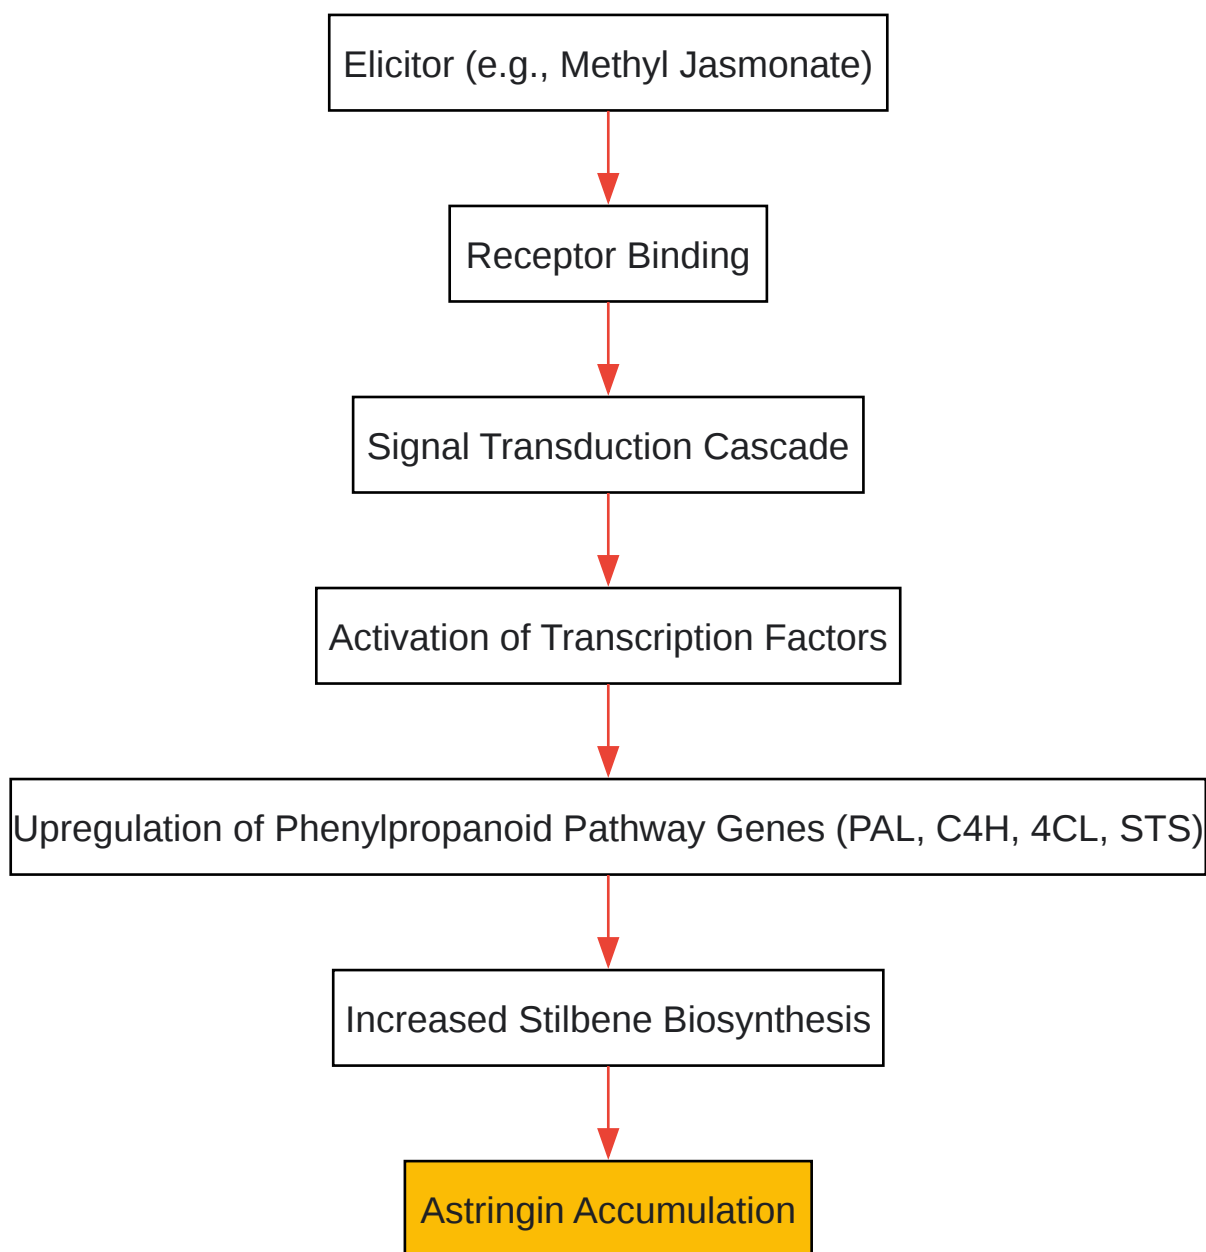 Elicitor (e.g., Methyl Jasmonate)
Receptor Binding
Signal Transduction Cascade
Activation of Transcription Factors
Upregulation of Phenylpropanoid Pathway Genes (PAL, C4H, 4CL, STS)
Increased Stilbene Biosynthesis
Astringin Accumulation